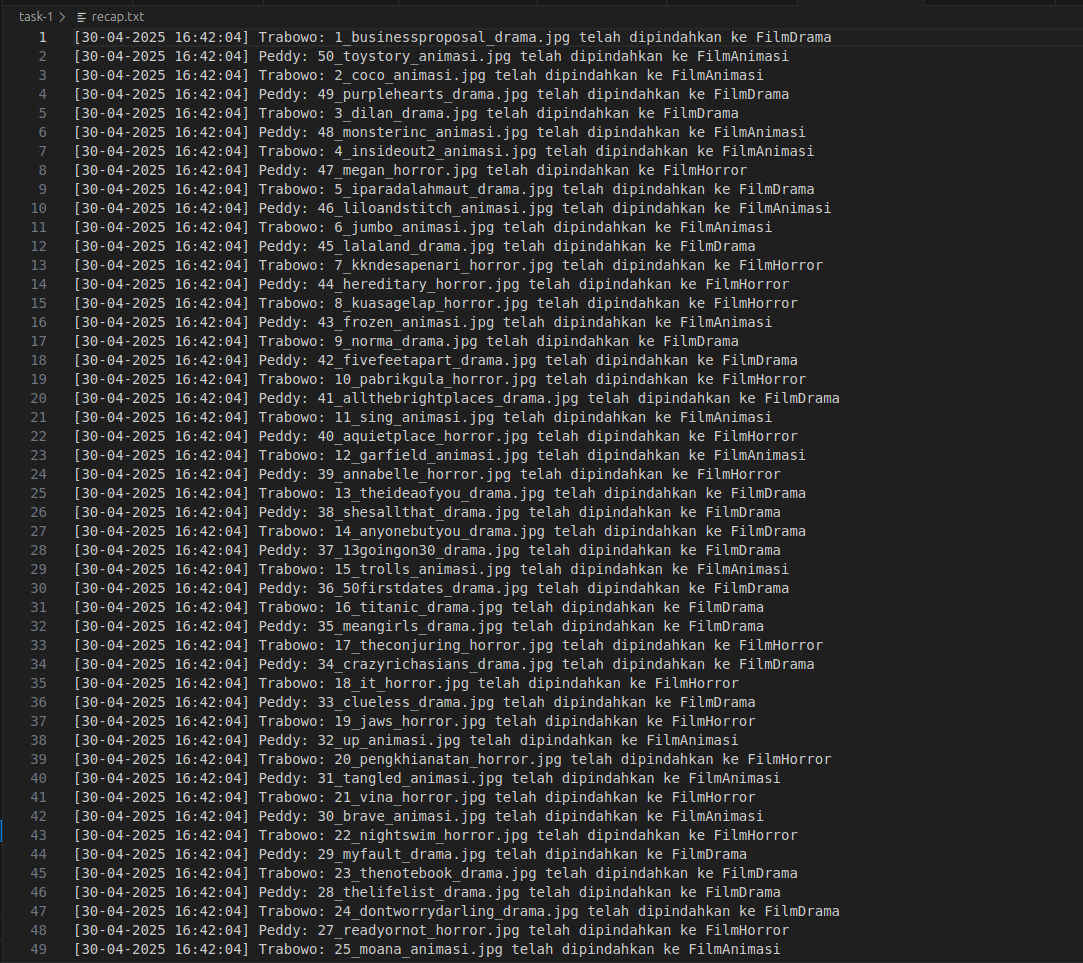 task-1 > recap.txt
1 [30-04-2025 16:42:04] Trabowo: 1_businessproposal_drama.jpg telah dipindahkan ke FilmDrama
2 [30-04-2025 16:42:04] Peddy: 50_toystory_animasi.jpg telah dipindahkan ke FilmAnimasi
3 [30-04-2025 16:42:04] Trabowo: 2_coco_animasi.jpg telah dipindahkan ke FilmAnimasi
4 [30-04-2025 16:42:04] Peddy: 49_purplehearts_drama.jpg telah dipindahkan ke FilmDrama
5 [30-04-2025 16:42:04] Trabowo: 3_dilan_drama.jpg telah dipindahkan ke FilmDrama
6 [30-04-2025 16:42:04] Peddy: 48_monsterinc_animasi.jpg telah dipindahkan ke FilmAnimasi
7 [30-04-2025 16:42:04] Trabowo: 4_insideout2_animasi.jpg telah dipindahkan ke FilmAnimasi
8 [30-04-2025 16:42:04] Peddy: 47_megan_horror.jpg telah dipindahkan ke FilmHorror
9 [30-04-2025 16:42:04] Trabowo: 5_iparadalahmaut_drama.jpg telah dipindahkan ke FilmDrama
10 [30-04-2025 16:42:04] Peddy: 46_liloandstitch_animasi.jpg telah dipindahkan ke FilmAnimasi
11 [30-04-2025 16:42:04] Trabowo: 6_jumbo_animasi.jpg telah dipindahkan ke FilmAnimasi
12 [30-04-2025 16:42:04] Peddy: 45_lalaland_drama.jpg telah dipindahkan ke FilmDrama
13 [30-04-2025 16:42:04] Trabowo: 7_kkndesapenari_horror.jpg telah dipindahkan ke FilmHorror
14 [30-04-2025 16:42:04] Peddy: 44_hereditary_horror.jpg telah dipindahkan ke FilmHorror
15 [30-04-2025 16:42:04] Trabowo: 8_kuasagelap_horror.jpg telah dipindahkan ke FilmHorror
16 [30-04-2025 16:42:04] Peddy: 43_frozen_animasi.jpg telah dipindahkan ke FilmAnimasi
17 [30-04-2025 16:42:04] Trabowo: 9_norma_drama.jpg telah dipindahkan ke FilmDrama
18 [30-04-2025 16:42:04] Peddy: 42_fivefeetapart_drama.jpg telah dipindahkan ke FilmDrama
19 [30-04-2025 16:42:04] Trabowo: 10_pabrikgula_horror.jpg telah dipindahkan ke FilmHorror
20 [30-04-2025 16:42:04] Peddy: 41_allthebrightplaces_drama.jpg telah dipindahkan ke FilmDrama
21 [30-04-2025 16:42:04] Trabowo: 11_sing_animasi.jpg telah dipindahkan ke FilmAnimasi
22 [30-04-2025 16:42:04] Peddy: 40_aquietplace_horror.jpg telah dipindahkan ke FilmHorror
23 [30-04-2025 16:42:04] Trabowo: 12_garfield_animasi.jpg telah dipindahkan ke FilmAnimasi
24 [30-04-2025 16:42:04] Peddy: 39_annabelle_horror.jpg telah dipindahkan ke FilmHorror
25 [30-04-2025 16:42:04] Trabowo: 13_theideaofyou_drama.jpg telah dipindahkan ke FilmDrama
26 [30-04-2025 16:42:04] Peddy: 38_shesallthat_drama.jpg telah dipindahkan ke FilmDrama
27 [30-04-2025 16:42:04] Trabowo: 14_anyonebutyou_drama.jpg telah dipindahkan ke FilmDrama
28 [30-04-2025 16:42:04] Peddy: 37_13goingon30_drama.jpg telah dipindahkan ke FilmDrama
29 [30-04-2025 16:42:04] Trabowo: 15_trolls_animasi.jpg telah dipindahkan ke FilmAnimasi
30 [30-04-2025 16:42:04] Peddy: 36_50firstdates_drama.jpg telah dipindahkan ke FilmDrama
31 [30-04-2025 16:42:04] Trabowo: 16_titanic_drama.jpg telah dipindahkan ke FilmDrama
32 [30-04-2025 16:42:04] Peddy: 35_meangirls_drama.jpg telah dipindahkan ke FilmDrama
33 [30-04-2025 16:42:04] Trabowo: 17_theconjuring_horror.jpg telah dipindahkan ke FilmHorror
34 [30-04-2025 16:42:04] Peddy: 34_crazyrichasians_drama.jpg telah dipindahkan ke FilmDrama
35 [30-04-2025 16:42:04] Trabowo: 18_it_horror.jpg telah dipindahkan ke FilmHorror
36 [30-04-2025 16:42:04] Peddy: 33_clueless_drama.jpg telah dipindahkan ke FilmDrama
37 [30-04-2025 16:42:04] Trabowo: 19_jaws_horror.jpg telah dipindahkan ke FilmHorror
38 [30-04-2025 16:42:04] Peddy: 32_up_animasi.jpg telah dipindahkan ke FilmAnimasi
39 [30-04-2025 16:42:04] Trabowo: 20_pengkhianatan_horror.jpg telah dipindahkan ke FilmHorror
40 [30-04-2025 16:42:04] Peddy: 31_tangled_animasi.jpg telah dipindahkan ke FilmAnimasi
41 [30-04-2025 16:42:04] Trabowo: 21_vina_horror.jpg telah dipindahkan ke FilmHorror
42 [30-04-2025 16:42:04] Peddy: 30_brave_animasi.jpg telah dipindahkan ke FilmAnimasi
43 [30-04-2025 16:42:04] Trabowo: 22_nightswim_horror.jpg telah dipindahkan ke FilmHorror
44 [30-04-2025 16:42:04] Peddy: 29_myfault_drama.jpg telah dipindahkan ke FilmDrama
45 [30-04-2025 16:42:04] Trabowo: 23_thenotebook_drama.jpg telah dipindahkan ke FilmDrama
46 [30-04-2025 16:42:04] Peddy: 28_thelifelist_drama.jpg telah dipindahkan ke FilmDrama
47 [30-04-2025 16:42:04] Trabowo: 24_dontworrydarling_drama.jpg telah dipindahkan ke FilmDrama
48 [30-04-2025 16:42:04] Peddy: 27_readyornot_horror.jpg telah dipindahkan ke FilmHorror
49 [30-04-2025 16:42:04] Trabowo: 25_moana_animasi.jpg telah dipindahkan ke FilmAnimasi